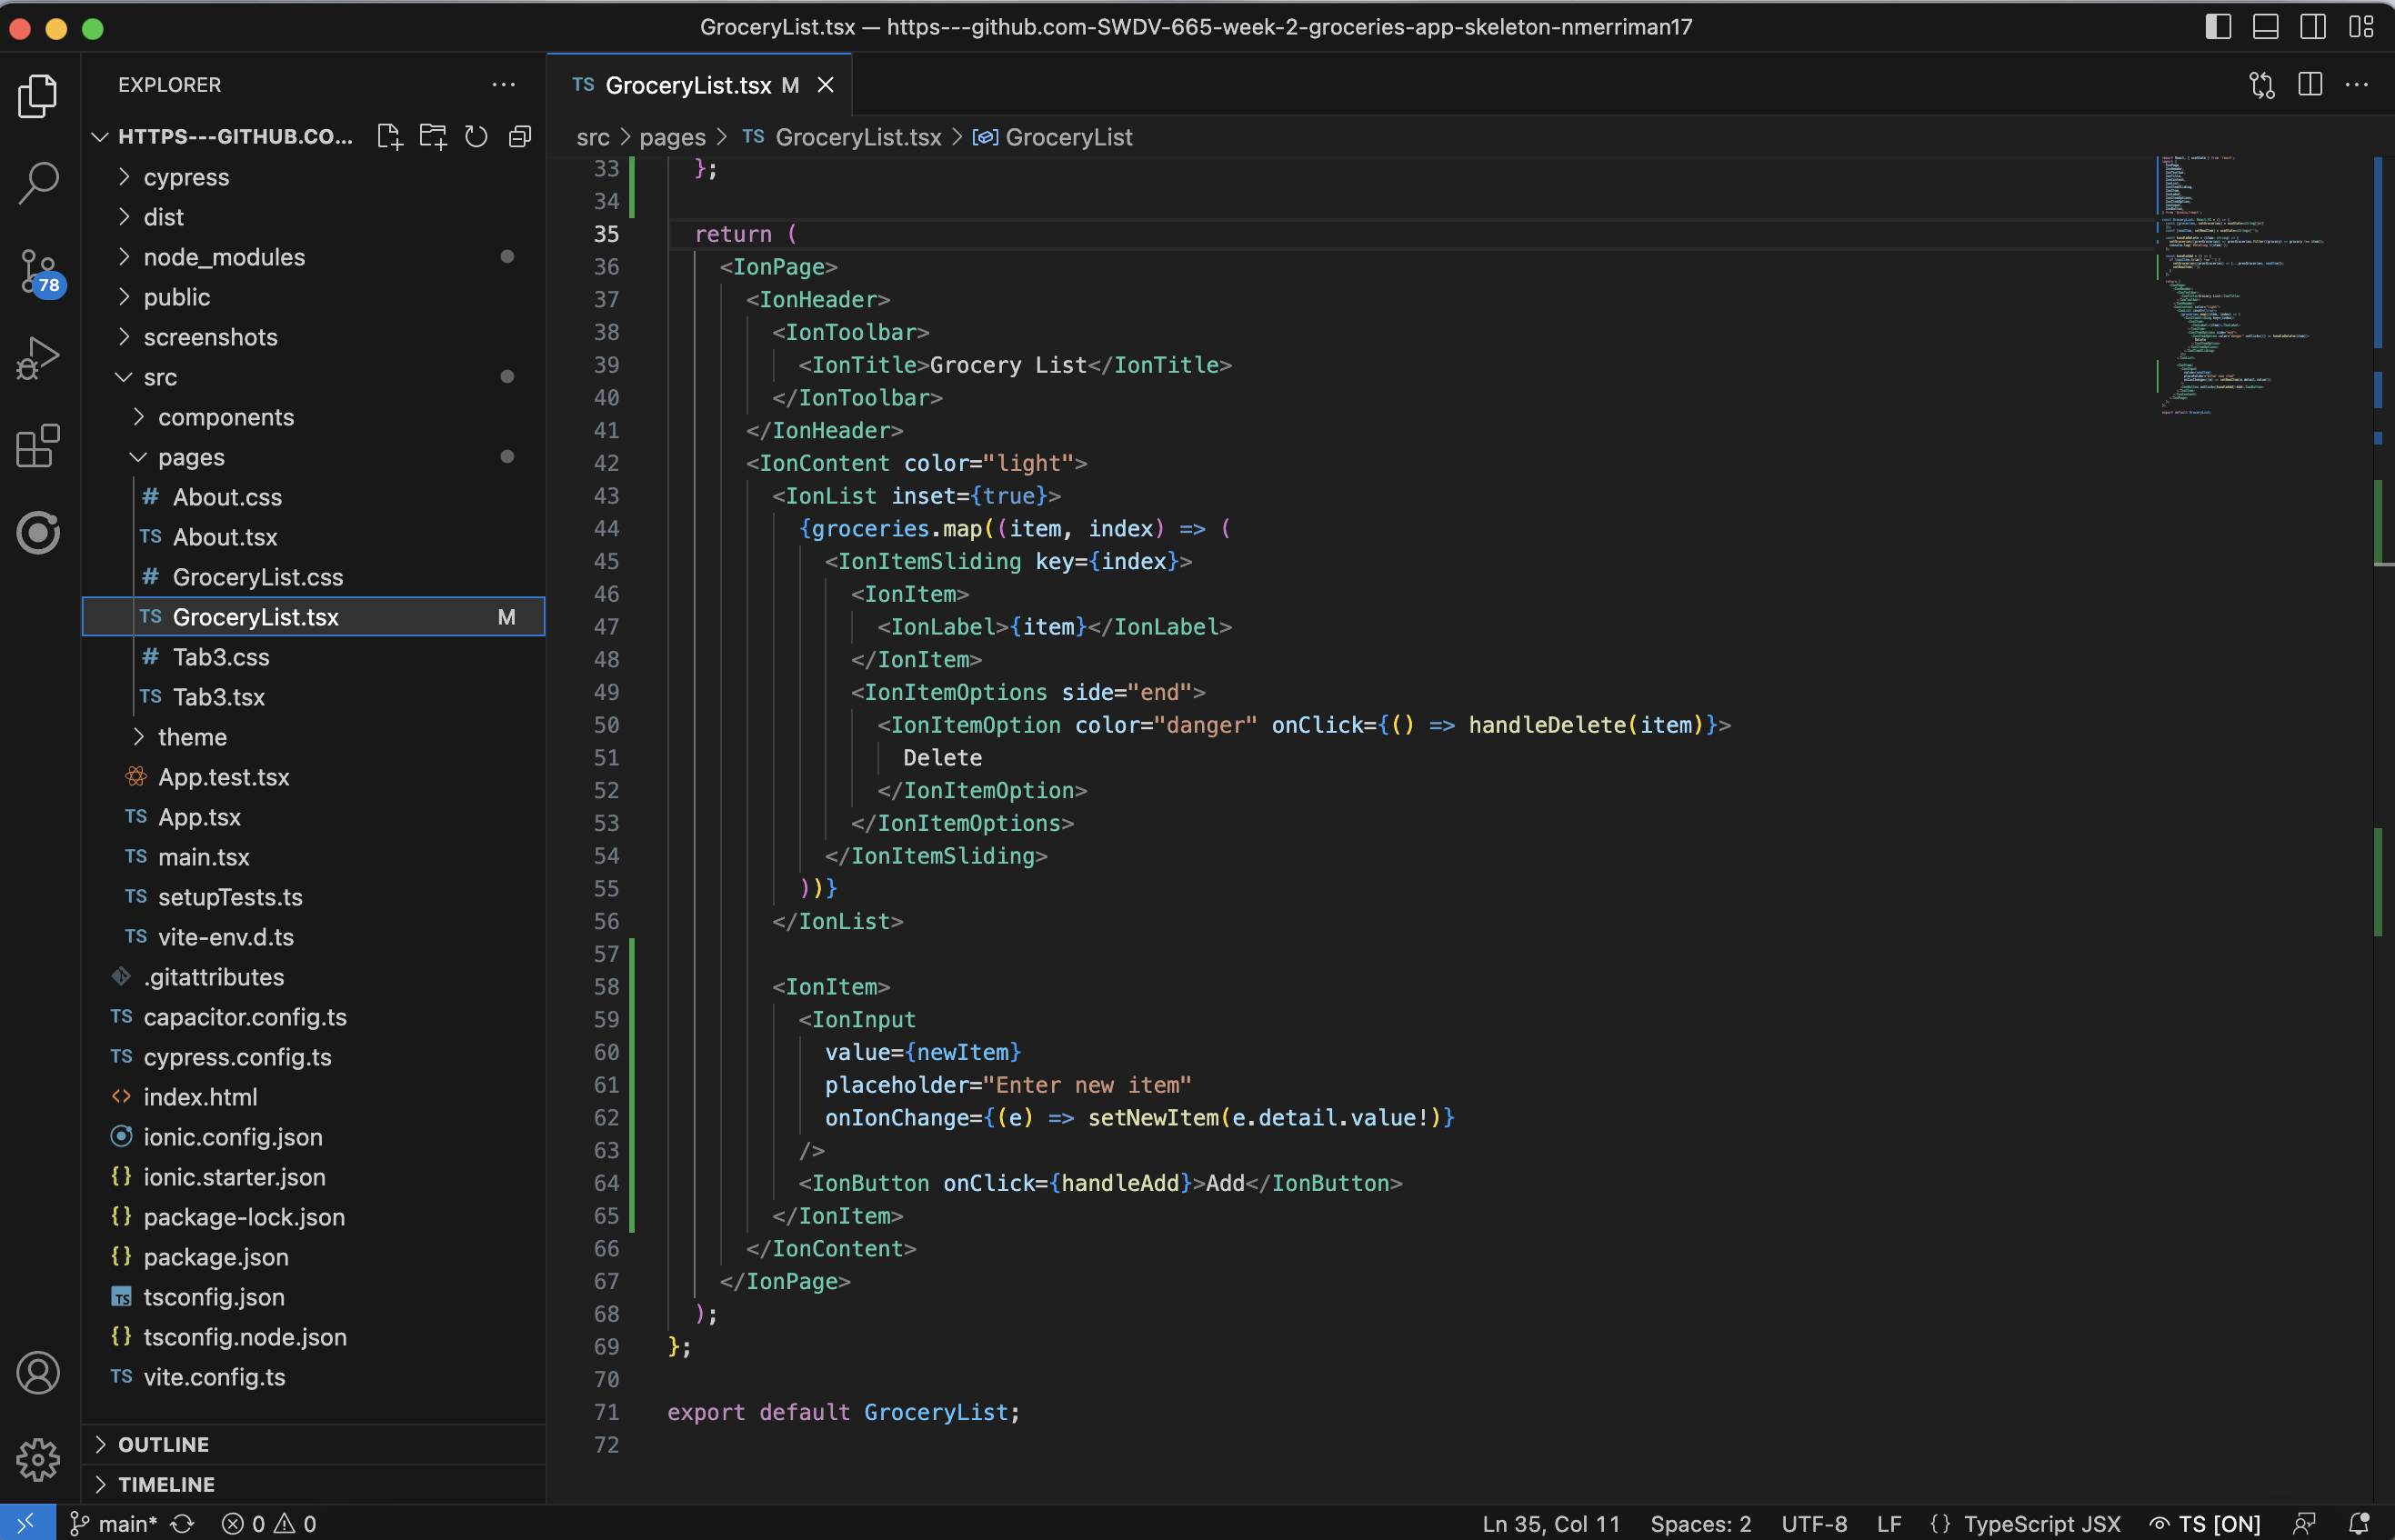 GroceryList.tsx — https---github-com-SWDV-665-week-2-groceries-app-skeleton-nmerriman17
EXPLORER
HTTPS---GITHUB.CO...
cypress
dist
node_modules
public
screenshots
src
components
pages
# About.css
TS About.tsx
# GroceryList.css
TS GroceryList.tsx M
# Tab3.css
TS Tab3.tsx
theme
App.test.tsx
TS App.tsx
TS main.tsx
TS setupTests.ts
TS vite-env.d.ts
.gitattributes
TS capacitor.config.ts
TS cypress.config.ts
<> index.html
ionic.config.json
{} ionic.starter.json
{} package-lock.json
{} package.json
TS tsconfig.json
{} tsconfig.node.json
TS vite.config.ts
OUTLINE
TIMELINE
78
TS GroceryList.tsx M
src > pages > TS GroceryList.tsx > GroceryList
33 };
34
35 return (
36 <IonPage>
37 <IonHeader>
38 <IonToolbar>
39 <IonTitle>Grocery List</IonTitle>
40 </IonToolbar>
41 </IonHeader>
42 <IonContent color="light">
43 <IonList inset={true}>
44 {groceries.map((item, index) => (
45 <IonItemSliding key={index}>
46 <IonItem>
47 <IonLabel>{item}</IonLabel>
48 </IonItem>
49 <IonItemOptions side="end">
50 <IonItemOption color="danger" onClick={() => handleDelete(item)}>
51 Delete
52 </IonItemOption>
53 </IonItemOptions>
54 </IonItemSliding>
55 ))}
56 </IonList>
57
58 <IonItem>
59 <IonInput
60 value={newItem}
61 placeholder="Enter new item"
62 onIonChange={(e) => setNewItem(e.detail.value!)}
63 />
64 <IonButton onClick={handleAdd}>Add</IonButton>
65 </IonItem>
66 </IonContent>
67 </IonPage>
68 );
69 };
70
71 export default GroceryList;
72
main* 0 0 Ln 35, Col 11 Spaces: 2 UTF-8 LF {} TypeScript JSX TS [ON]